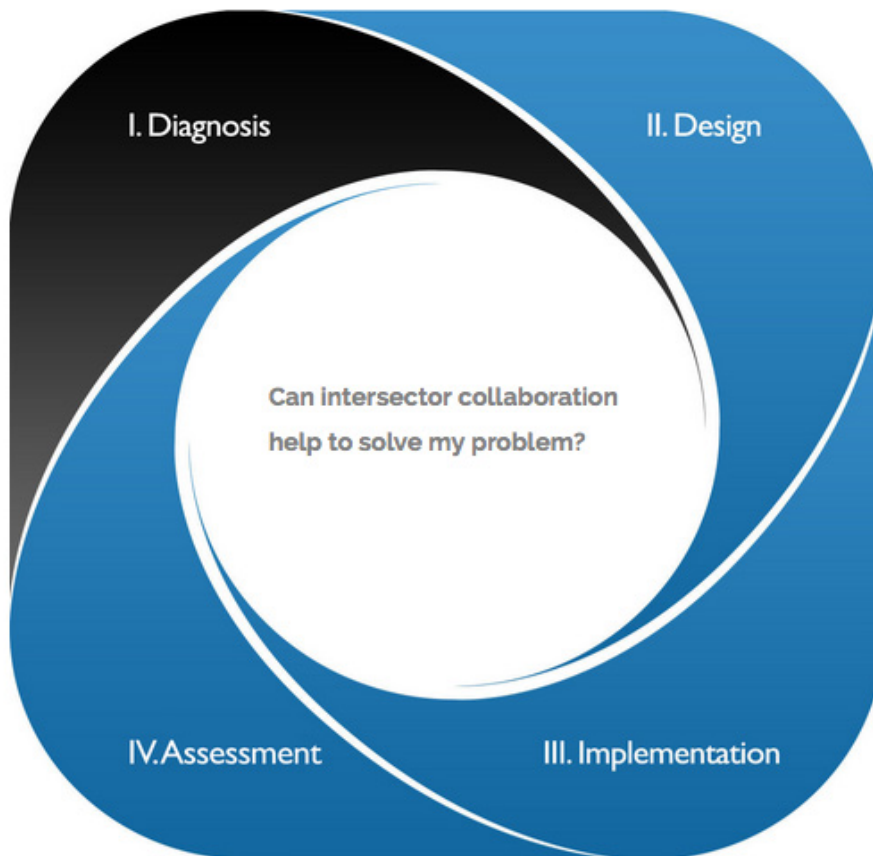 I. Diagnosis
II. Design
Can intersector collaboration
help to solve my problem?
IV. Assessment
III. Implementation